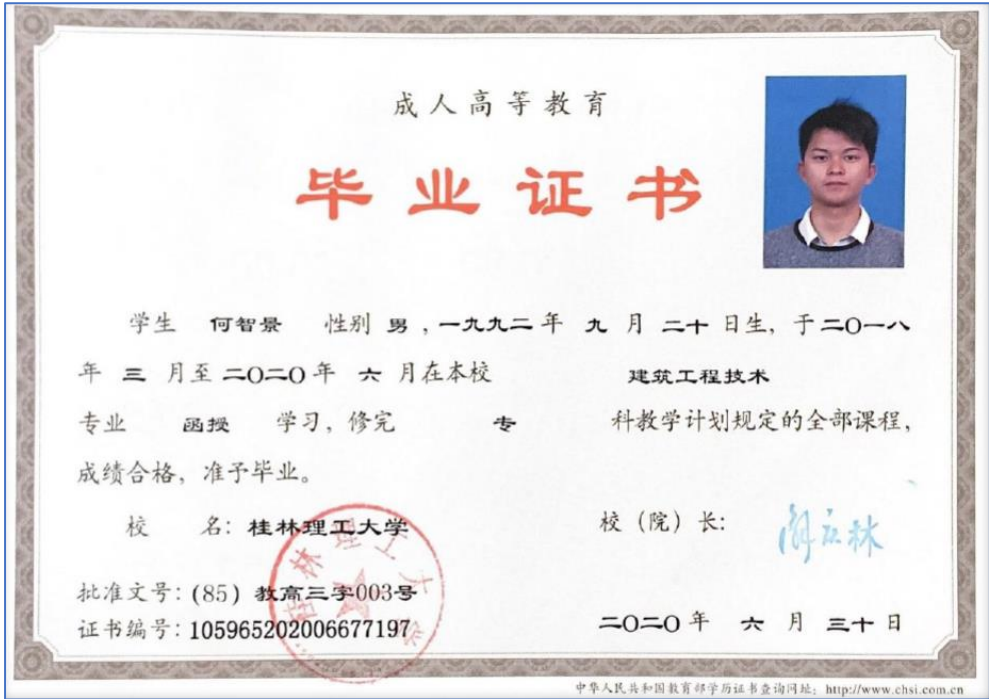 成人高等教育
毕业证书
学生 何智景 性别 男，一九九二年 九 月 二十 日生，于二〇一八
年 三 月至二〇二〇年 六 月在本校 建筑工程技术
专业 函授 学习，修完 专 科教学计划规定的全部课程，
成绩合格，准予毕业。
校 名：桂林理工大学 校（院）长：
批准文号：(85) 教高三字003号
证书编号：105965202006677197 二〇二〇年 六 月 三十 日
桂林理工大学
中华人民共和国教育部学历证书查询网址：http://www.chsi.com.cn